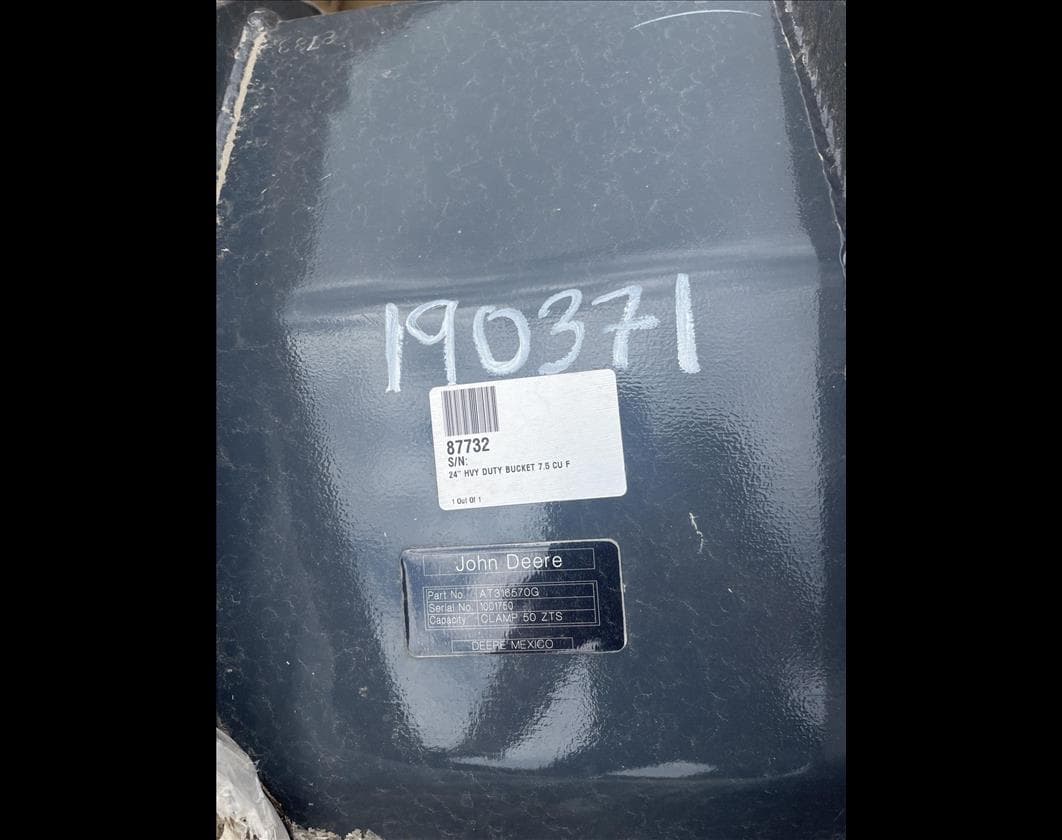 190371
87732
S/N:
24" HVY DUTY BUCKET 7.5 CU F
1 Out Of 1
John Deere
Part No. AT316570G
Serial No. 1001750
Capacity CLAMP 50 ZTS
DEERE MEXICO